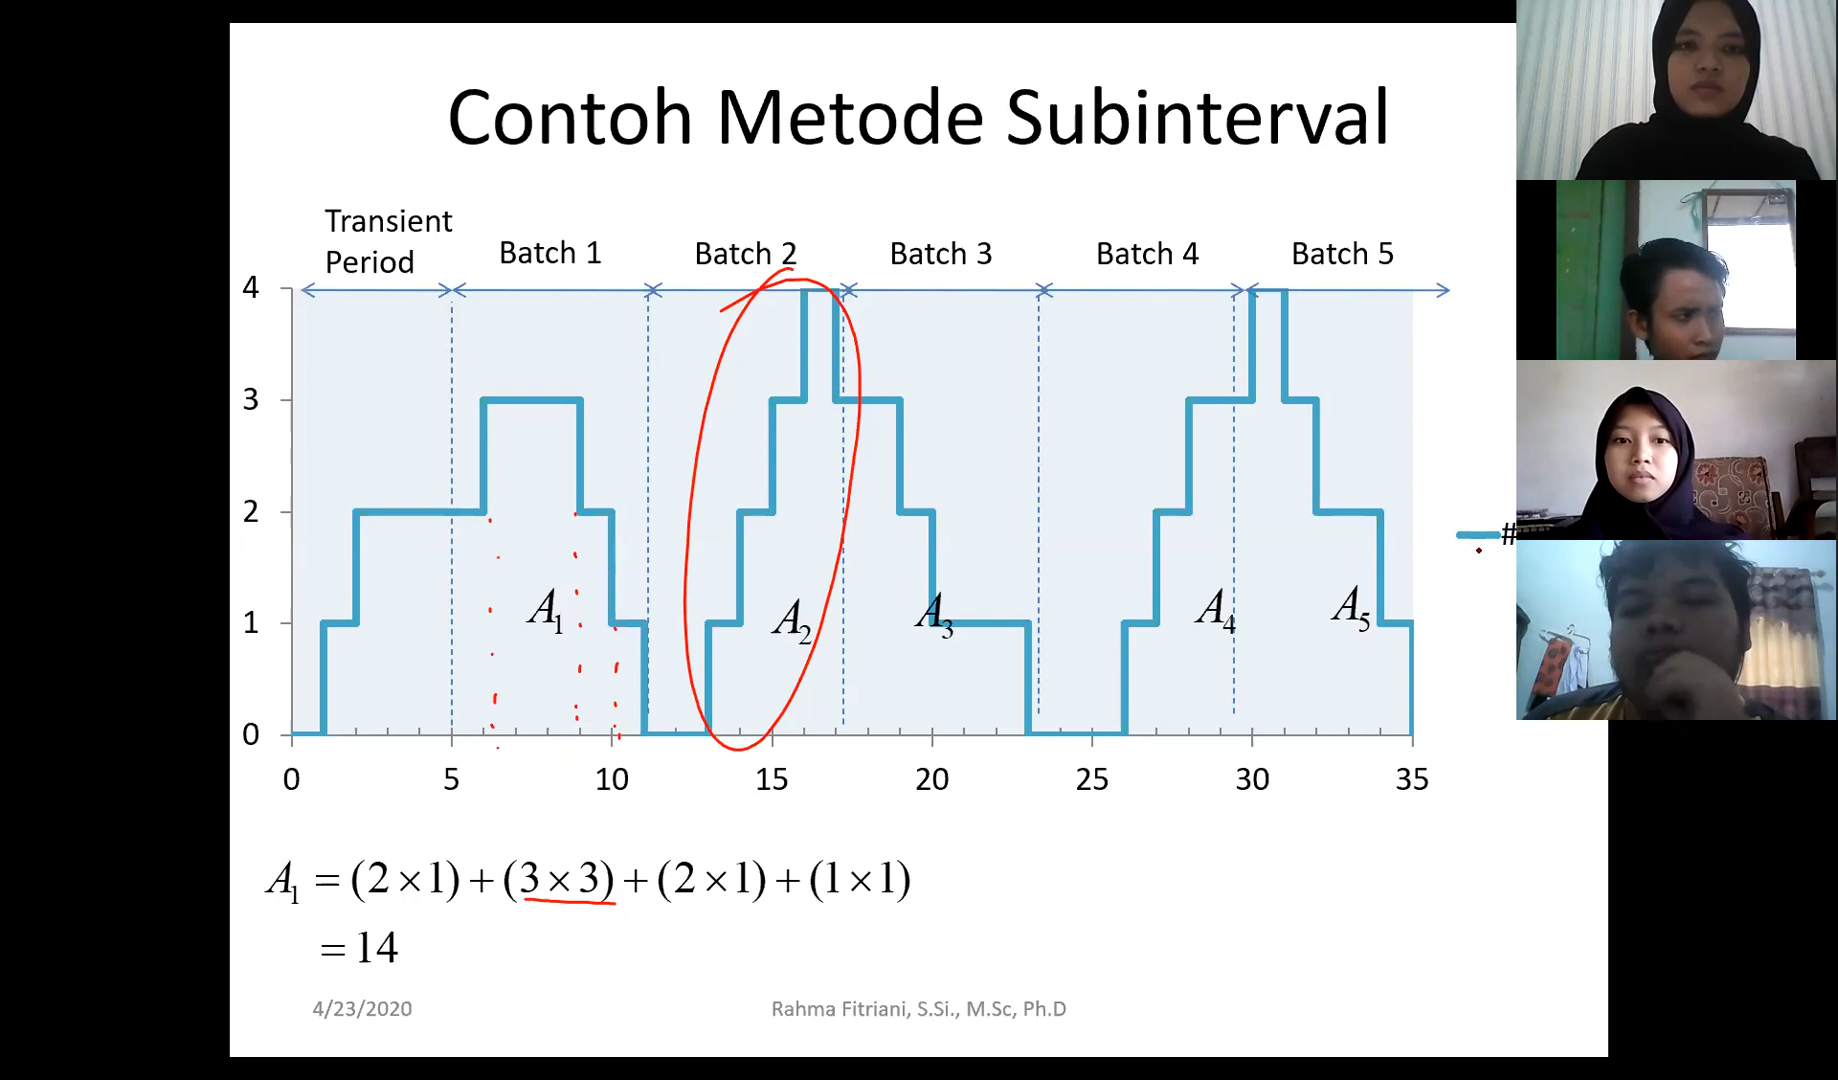 Contoh Metode Subinterval
Transient
Period
Batch 1
Batch 2
Batch 3
Batch 4
Batch 5
4
3
2
1
0
#
A₁
A₂
A₃
A₄
A₅
0 5 10 15 20 25 30 35
A₁ = (2×1)+(3×3)+(2×1)+(1×1)
= 14
4/23/2020
Rahma Fitriani, S.Si., M.Sc, Ph.D